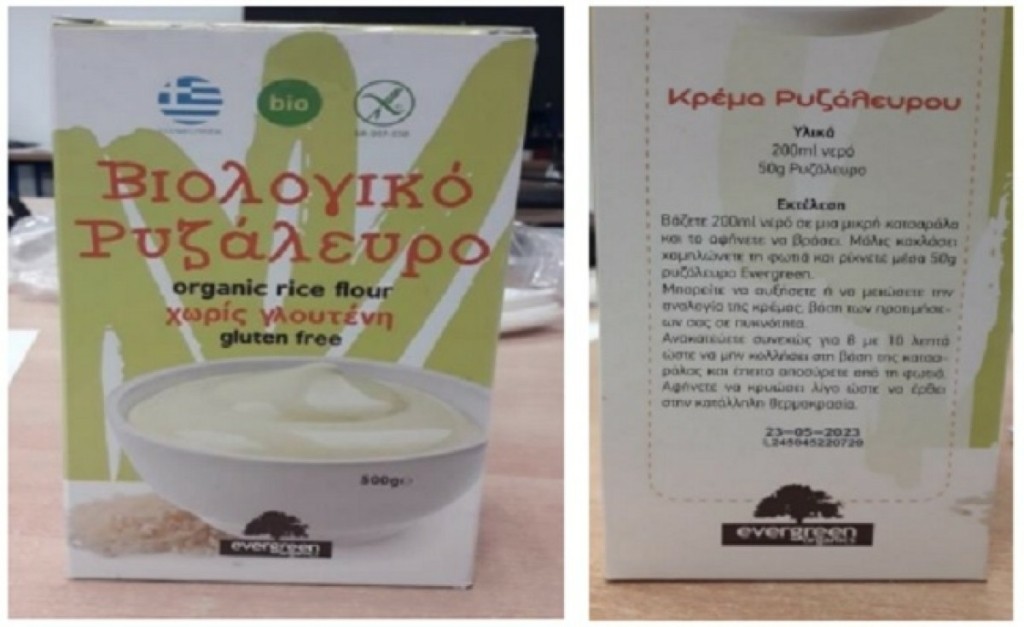 bio
Βιολογικό
Ρυζάλευρο
organic rice flour
χωρίς γλουτένη
gluten free
500g℮
evergreen
organics
Κρέμα Ρυζάλευρου
Υλικά
200ml νερό
50g Ρυζάλευρο
Εκτέλεση
Βάζετε 200ml νερό σε μια μικρή κατσαρόλα
και το αφήνετε να βράσει. Μόλις κοχλάσει
χαμηλώνετε τη φωτιά και ρίχνετε μέσα 50g
ρυζάλευρο Evergreen.
Μπορείτε να αυξήσετε ή να μειώσετε την
αναλογία της κρέμας, βάση των προτιμήσε-
ων σας σε πυκνότητα.
Ανακατεύετε συνεχώς για 8 με 10 λεπτά
ώστε να μην κολλήσει στη βάση της κατσα-
ρόλας και έπειτα αποσύρετε από τη φωτιά.
Αφήνετε να κρυώσει λίγο ώστε να έρθει
στην κατάλληλη θερμοκρασία.
23-05-2023
L245045220720
evergreen
organics